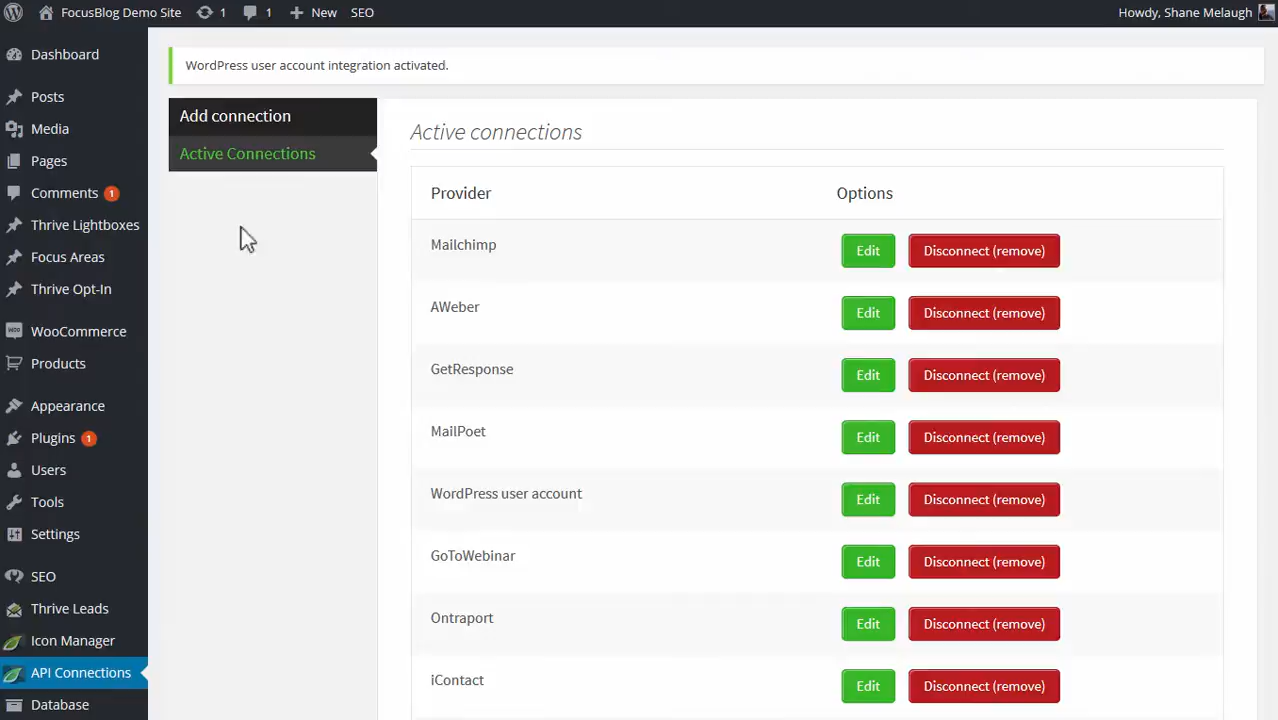 FocusBlog Demo Site 1 1 New SEO Howdy, Shane Melaugh
Dashboard
Posts
Media
Pages
Comments 1
Thrive Lightboxes
Focus Areas
Thrive Opt-In
WooCommerce
Products
Appearance
Plugins 1
Users
Tools
Settings
SEO
Thrive Leads
Icon Manager
API Connections
Database
WordPress user account integration activated.
Add connection
Active Connections
Active connections
Provider Options
Mailchimp Edit Disconnect (remove)
AWeber Edit Disconnect (remove)
GetResponse Edit Disconnect (remove)
MailPoet Edit Disconnect (remove)
WordPress user account Edit Disconnect (remove)
GoToWebinar Edit Disconnect (remove)
Ontraport Edit Disconnect (remove)
iContact Edit Disconnect (remove)